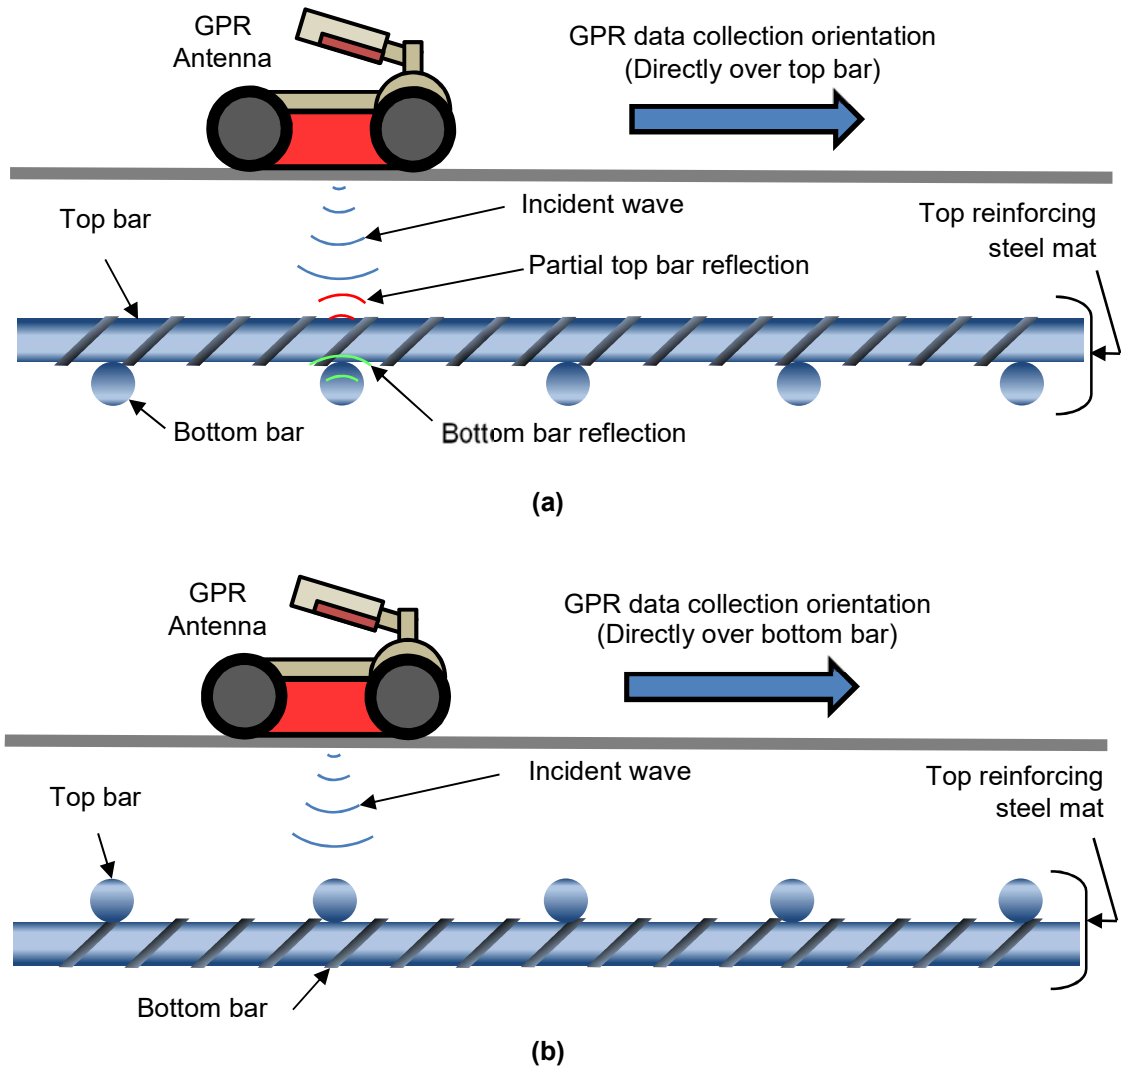 GPR
Antenna
GPR data collection orientation
(Directly over top bar)
Incident wave
Top bar
Top reinforcing
steel mat
Partial top bar reflection
Bottom bar
Bottom bar reflection
(a)
GPR
Antenna
GPR data collection orientation
(Directly over bottom bar)
Incident wave
Top bar
Top reinforcing
steel mat
Bottom bar
(b)